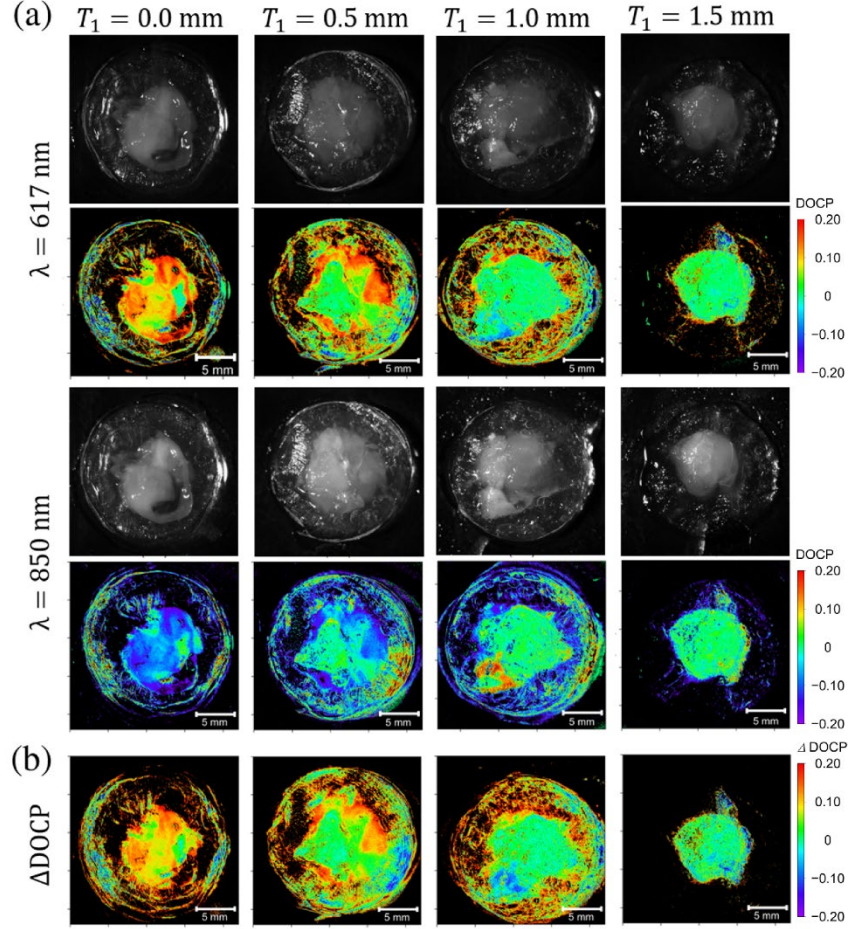 (a)
T₁ = 0.0 mm T₁ = 0.5 mm T₁ = 1.0 mm T₁ = 1.5 mm
λ = 617 nm
DOCP
0.20
0.10
0
−0.10
−0.20
5 mm 5 mm 5 mm 5 mm
λ = 850 nm
DOCP
0.20
0.10
0
−0.10
−0.20
5 mm 5 mm 5 mm 5 mm
(b)
ΔDOCP
Δ DOCP
0.20
0.10
0
−0.10
−0.20
5 mm 5 mm 5 mm 5 mm